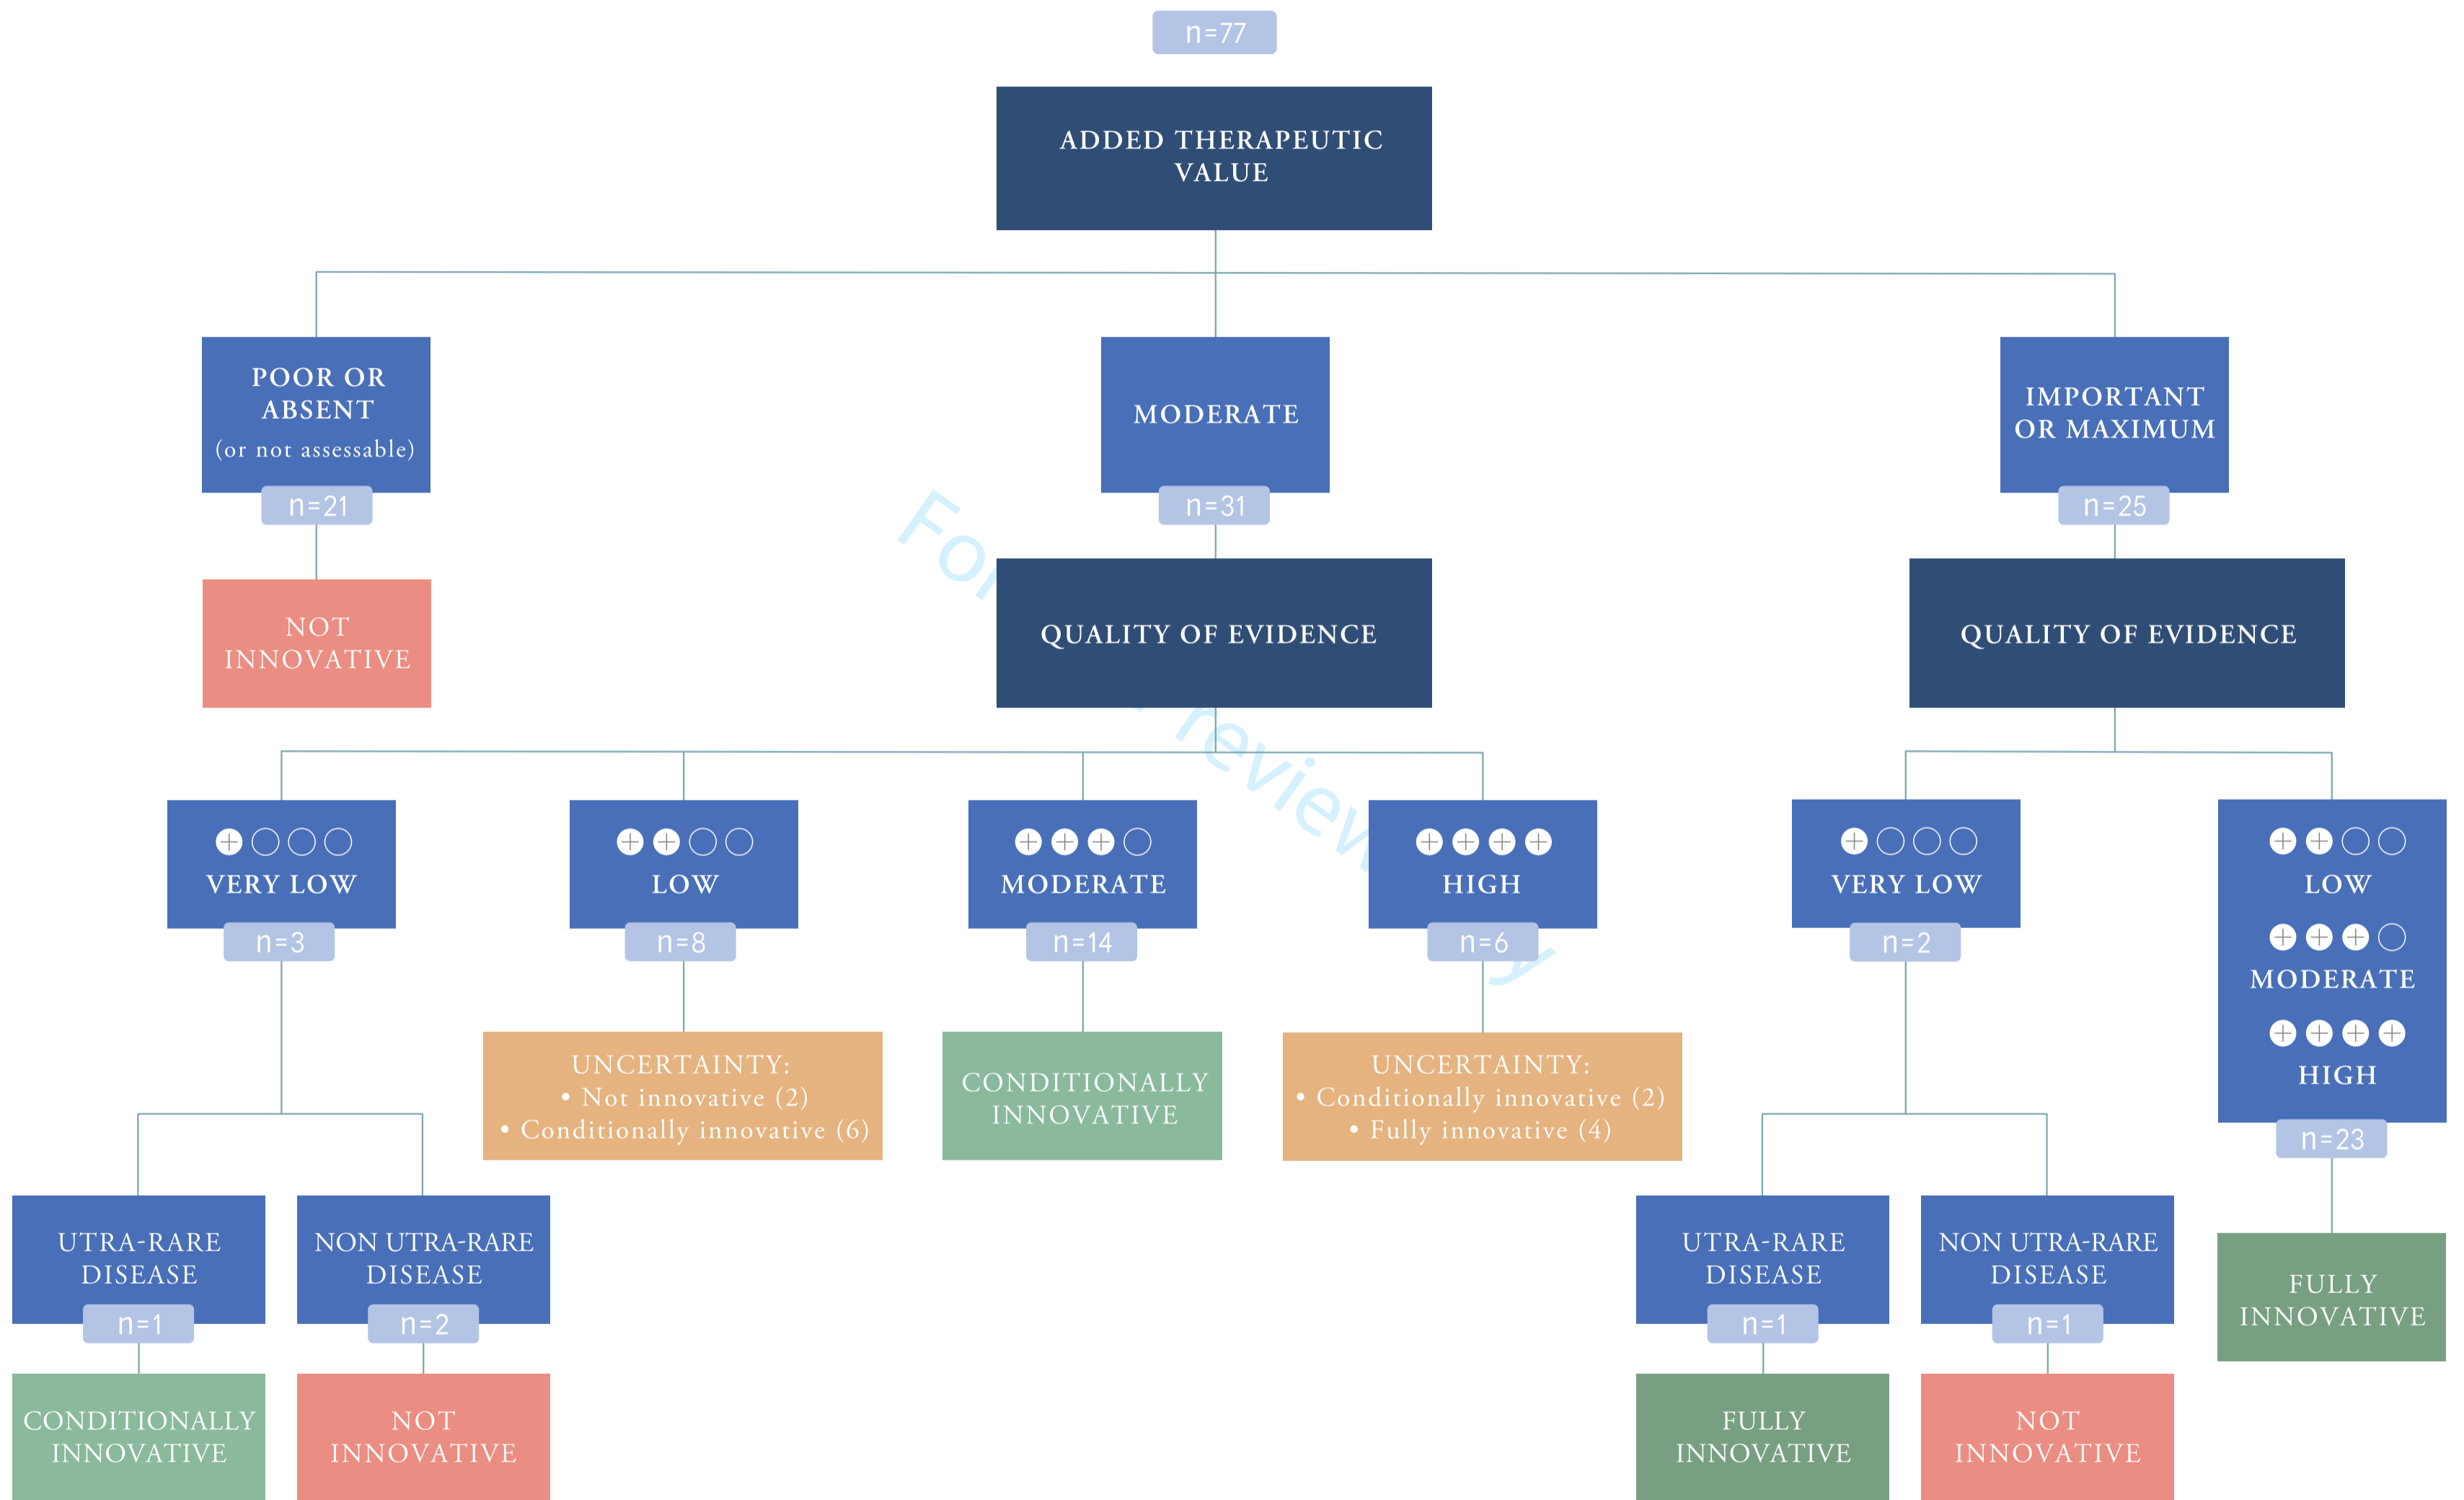 n=77
ADDED THERAPEUTIC
VALUE
POOR OR
ABSENT
(or not assessable)
n=21
NOT
INNOVATIVE
MODERATE
n=31
QUALITY OF EVIDENCE
IMPORTANT
OR MAXIMUM
n=25
QUALITY OF EVIDENCE
VERY LOW
n=3
LOW
n=8
MODERATE
n=14
HIGH
n=6
VERY LOW
n=2
LOW
MODERATE
HIGH
n=23
UNCERTAINTY:
• Not innovative (2)
• Conditionally innovative (6)
CONDITIONALLY
INNOVATIVE
UNCERTAINTY:
• Conditionally innovative (2)
• Fully innovative (4)
UTRA-RARE
DISEASE
n=1
NON UTRA-RARE
DISEASE
n=2
UTRA-RARE
DISEASE
n=1
NON UTRA-RARE
DISEASE
n=1
FULLY
INNOVATIVE
CONDITIONALLY
INNOVATIVE
NOT
INNOVATIVE
FULLY
INNOVATIVE
NOT
INNOVATIVE